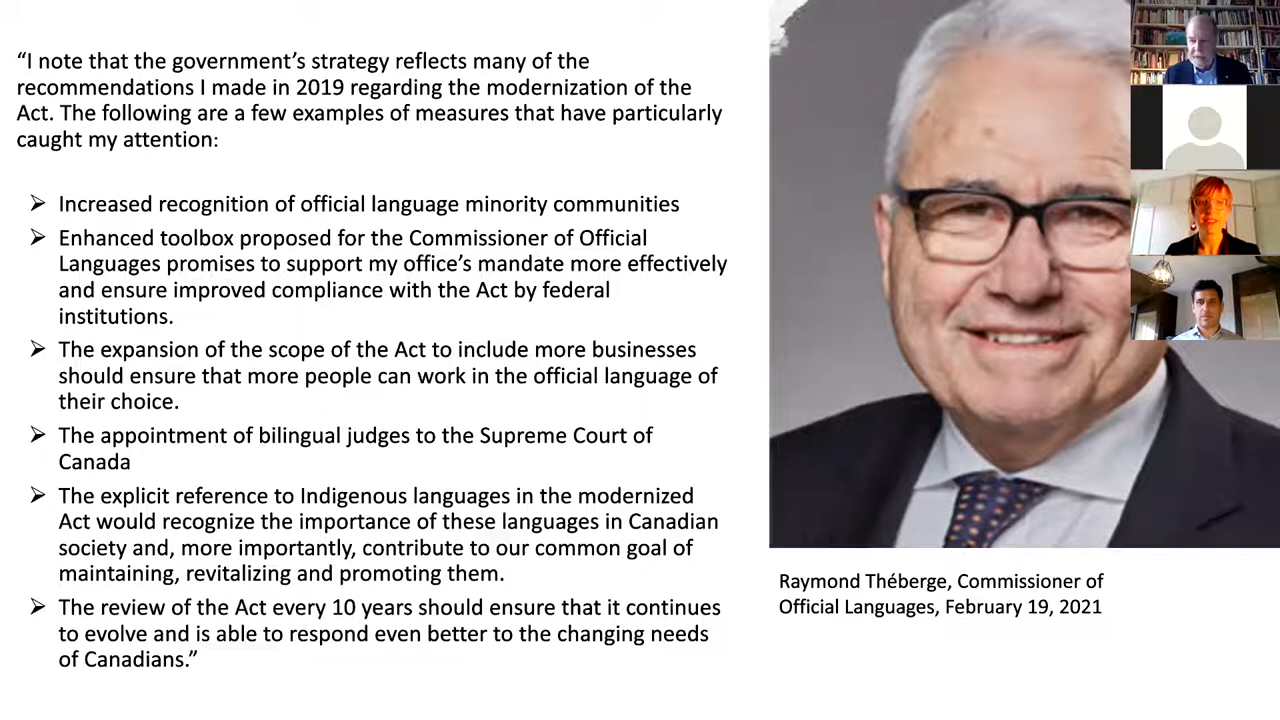 “I note that the government’s strategy reflects many of the
recommendations I made in 2019 regarding the modernization of the
Act. The following are a few examples of measures that have particularly
caught my attention:
➢ Increased recognition of official language minority communities
➢ Enhanced toolbox proposed for the Commissioner of Official
Languages promises to support my office’s mandate more effectively
and ensure improved compliance with the Act by federal
institutions.
➢ The expansion of the scope of the Act to include more businesses
should ensure that more people can work in the official language of
their choice.
➢ The appointment of bilingual judges to the Supreme Court of
Canada
➢ The explicit reference to Indigenous languages in the modernized
Act would recognize the importance of these languages in Canadian
society and, more importantly, contribute to our common goal of
maintaining, revitalizing and promoting them.
➢ The review of the Act every 10 years should ensure that it continues
to evolve and is able to respond even better to the changing needs
of Canadians.”
Raymond Théberge, Commissioner of
Official Languages, February 19, 2021